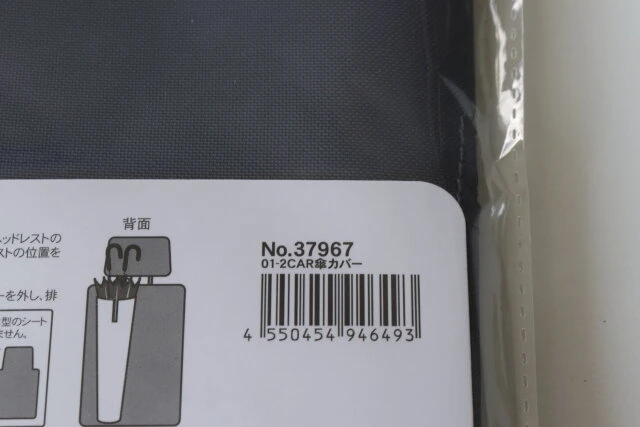 背面
ヘッドレストの
ストの位置を
ーを外し、排
型のシート
ません。
No.37967
01-2CAR傘カバー
4 550454 946493